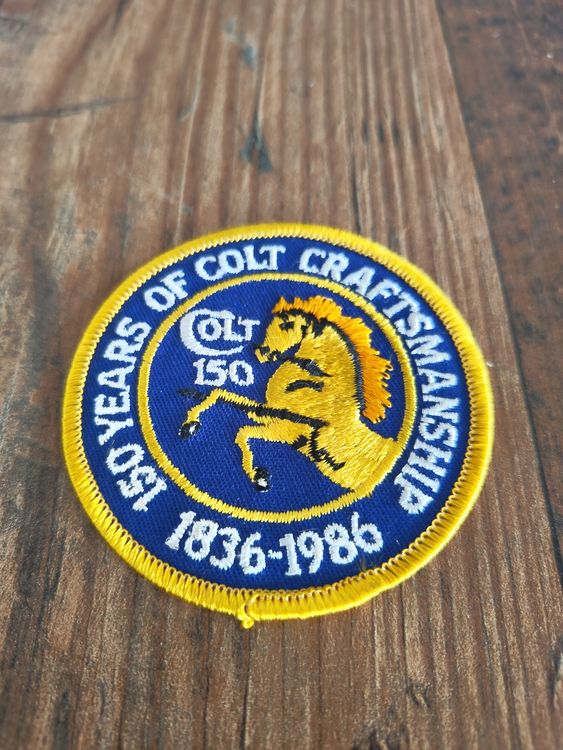 150 YEARS OF COLT CRAFTSMANSHIP
COLT
150
1836-1986